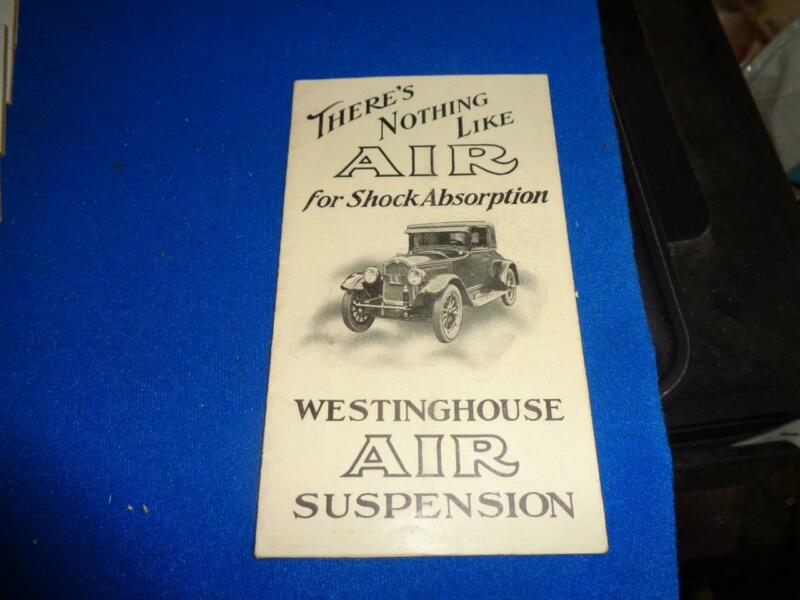 THERE'S
NOTHING
LIKE
AIR
for Shock Absorption
WESTINGHOUSE
AIR
SUSPENSION